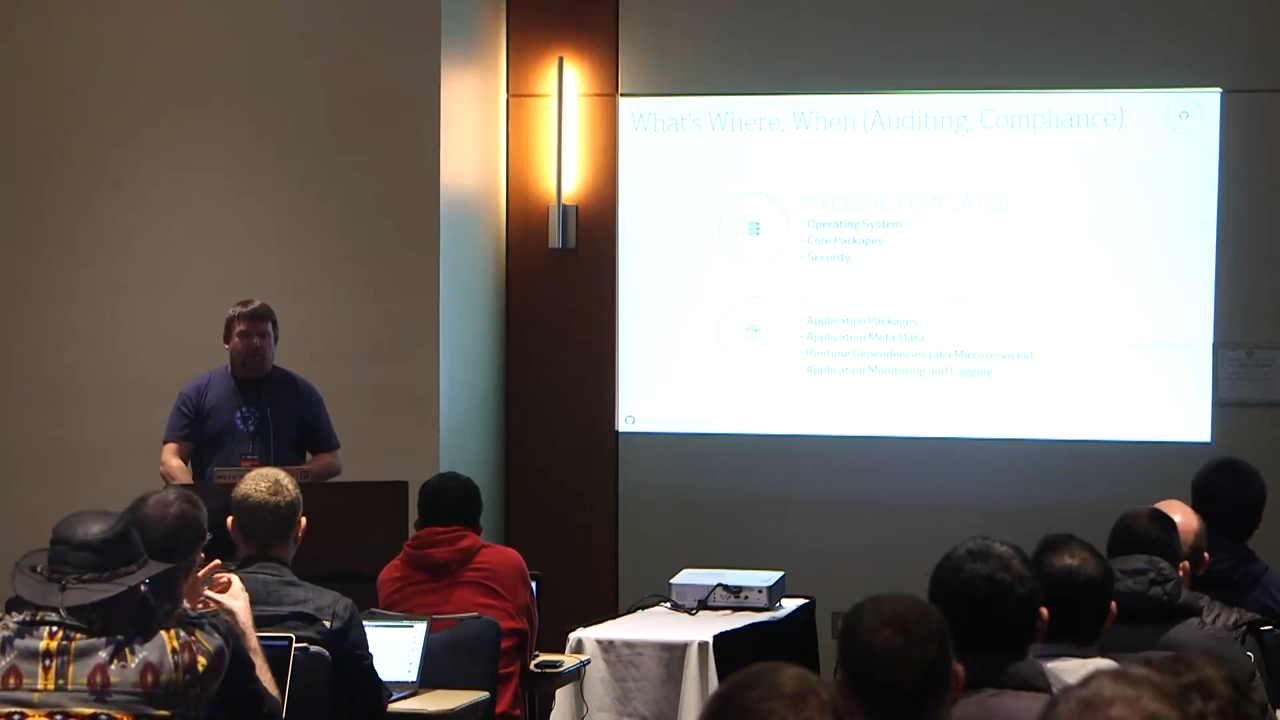 What's Where, When (Auditing, Compliance)
MACHINE TEMPLATES
· Operating System
· Core Packages
· Security
· Application Packages
· Application Meta-Data
· Runtime Dependencies (aka Microservices)
· Application Monitoring and Logging